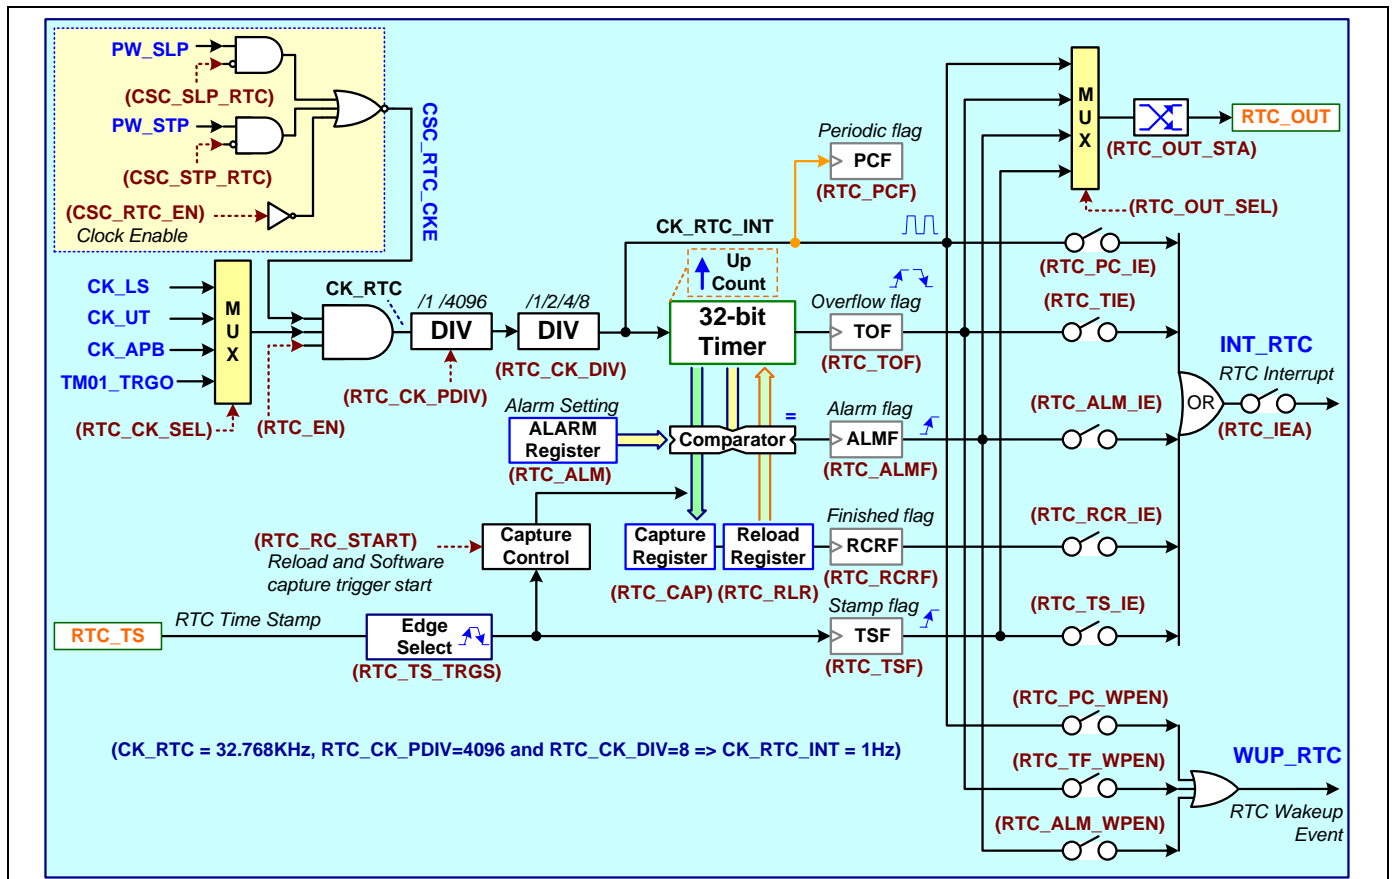 PW_SLP
(CSC_SLP_RTC)
PW_STP
(CSC_STP_RTC)
(CSC_RTC_EN)
Clock Enable
CSC_RTC_CKE
CK_LS
CK_UT
CK_APB
TM01_TRGO
MUX
(RTC_CK_SEL)
(RTC_EN)
CK_RTC
/1 /4096
DIV
(RTC_CK_PDIV)
/1/2/4/8
DIV
(RTC_CK_DIV)
CK_RTC_INT
Up
Count
32-bit
Timer
Periodic flag
PCF
(RTC_PCF)
Overflow flag
TOF
(RTC_TOF)
Alarm Setting
ALARM
Register
(RTC_ALM)
Comparator
=
Alarm flag
ALMF
(RTC_ALMF)
(RTC_RC_START)
Reload and Software
capture trigger start
Capture
Control
Capture
Register
(RTC_CAP)
Reload
Register
(RTC_RLR)
Finished flag
RCRF
(RTC_RCRF)
RTC_TS
RTC Time Stamp
Edge
Select
(RTC_TS_TRGS)
Stamp flag
TSF
(RTC_TSF)
MUX
(RTC_OUT_SEL)
(RTC_OUT_STA)
RTC_OUT
(RTC_PC_IE)
(RTC_TIE)
(RTC_ALM_IE)
(RTC_RCR_IE)
(RTC_TS_IE)
OR
INT_RTC
RTC Interrupt
(RTC_IEA)
(RTC_PC_WPEN)
(RTC_TF_WPEN)
(RTC_ALM_WPEN)
WUP_RTC
RTC Wakeup
Event
(CK_RTC = 32.768KHz, RTC_CK_PDIV=4096 and RTC_CK_DIV=8 => CK_RTC_INT = 1Hz)